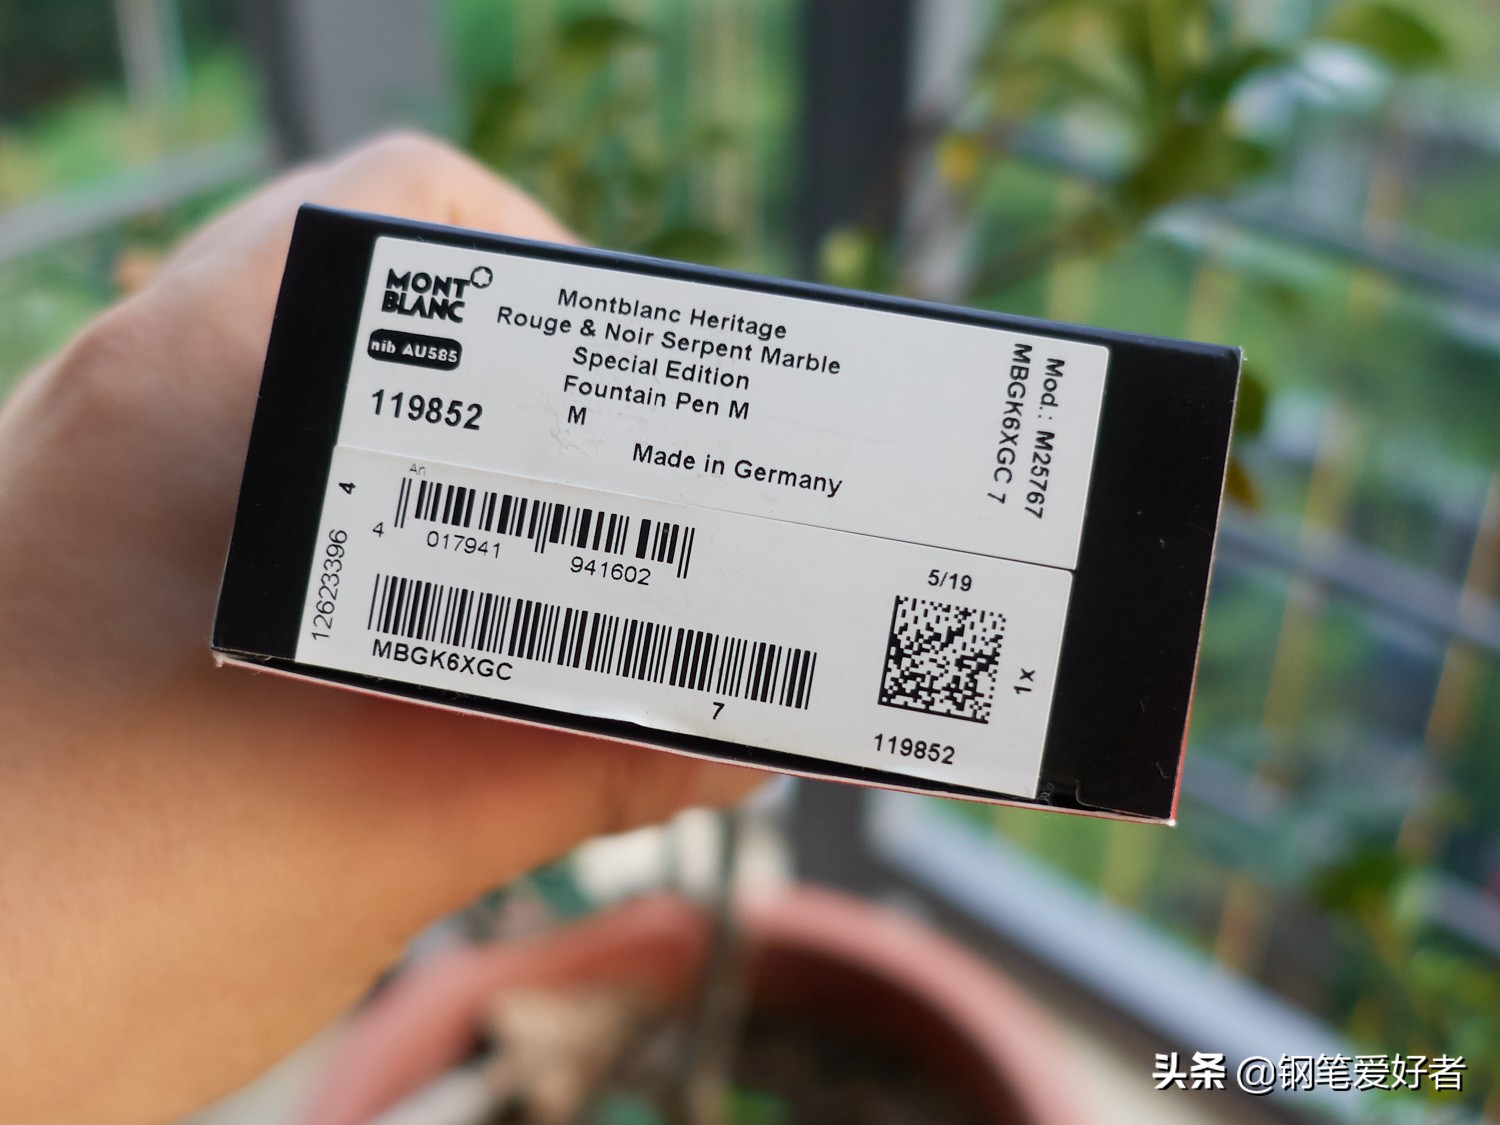 MONT
BLANC
nib AU585
119852
Montblanc Heritage
Rouge & Noir Serpent Marble
Special Edition
Fountain Pen M
M
Made in Germany
Mod.: M25767
MBGK6XGC 7
An
4
12623396
4 017941 941602
MBGK6XGC 7
5/19
x 1
119852
头条 @钢笔爱好者